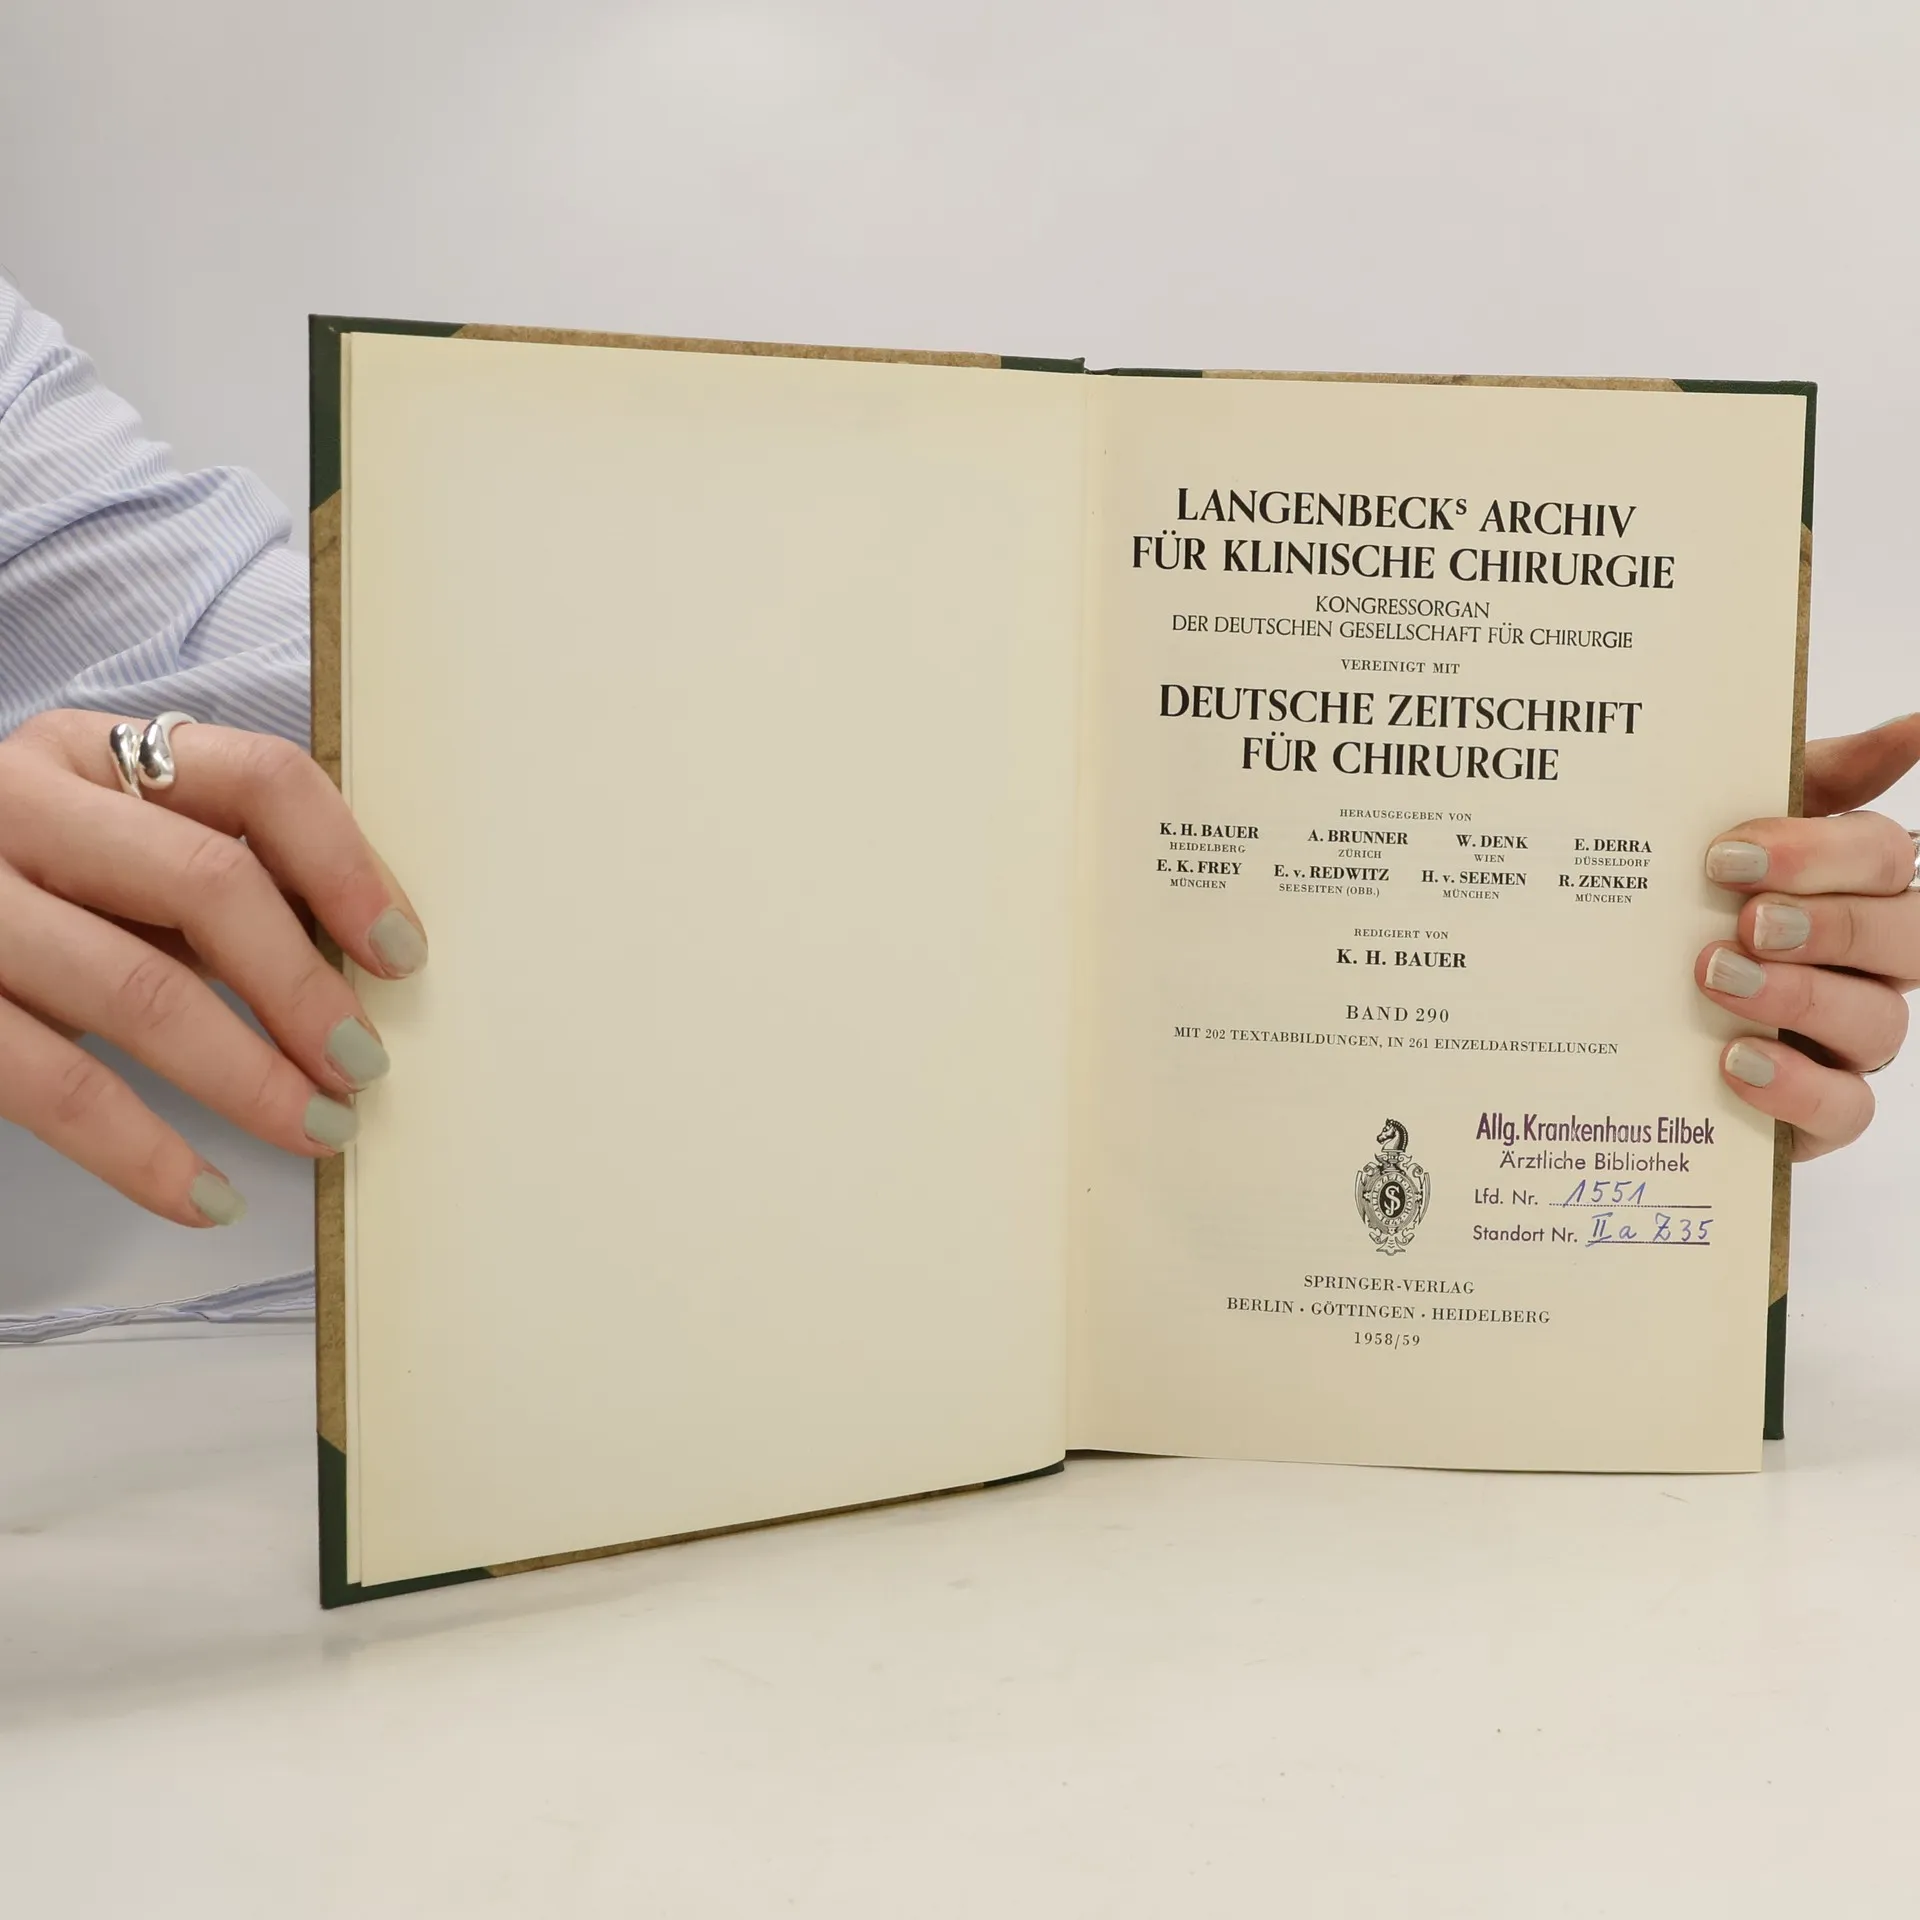 LANGENBECKs ARCHIV
FÜR KLINISCHE CHIRURGIE
KONGRESSORGAN
DER DEUTSCHEN GESELLSCHAFT FÜR CHIRURGIE
VEREINIGT MIT
DEUTSCHE ZEITSCHRIFT
FÜR CHIRURGIE
HERAUSGEGEBEN VON
K. H. BAUER A. BRUNNER W. DENK E. DERRA
HEIDELBERG ZÜRICH WIEN DÜSSELDORF
E. K. FREY E. v. REDWITZ H. v. SEEMEN R. ZENKER
MÜNCHEN SEESEITEN (OBB.) MÜNCHEN MÜNCHEN
REDIGIERT VON
K. H. BAUER
BAND 290
MIT 202 TEXTABBILDUNGEN, IN 261 EINZELDARSTELLUNGEN
Allg. Krankenhaus Eilbek
Ärztliche Bibliothek
Lfd. Nr. 1551
Standort Nr. II a Z 35
SPRINGER-VERLAG
BERLIN · GÖTTINGEN · HEIDELBERG
1958/59